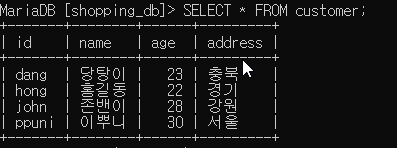 MariaDB [shopping_db]> SELECT * FROM customer;
+-------+--------+------+---------+
| id    | name   | age  | address |
+-------+--------+------+---------+
| dang  | 당탕이 |   23 | 충북    |
| hong  | 홍길동 |   22 | 경기    |
| john  | 존밴이 |   28 | 강원    |
| ppuni | 이뿌니 |   30 | 서울    |
+-------+--------+------+---------+